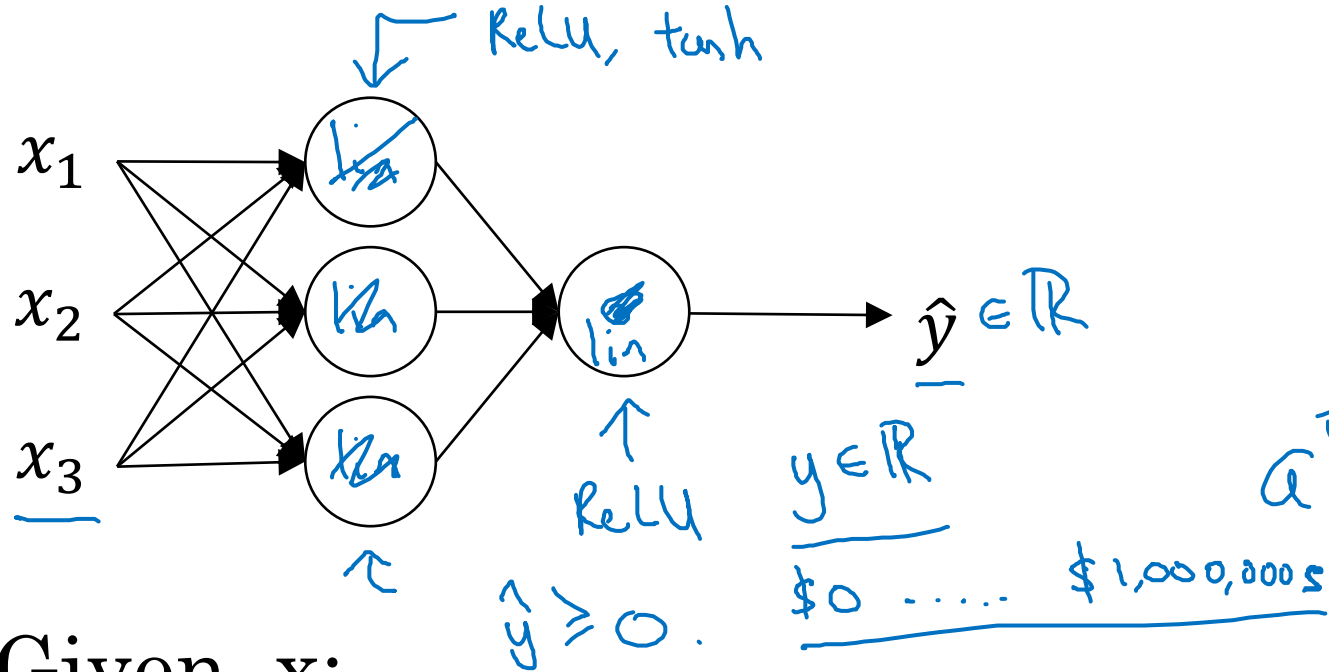 ReLU, tanh
x₁
x₂
x₃
lin
ŷ ∈ ℝ
ReLU
y ∈ ℝ
a
$0 ..... $1,000,000s
ŷ ≥ 0.
Given x: